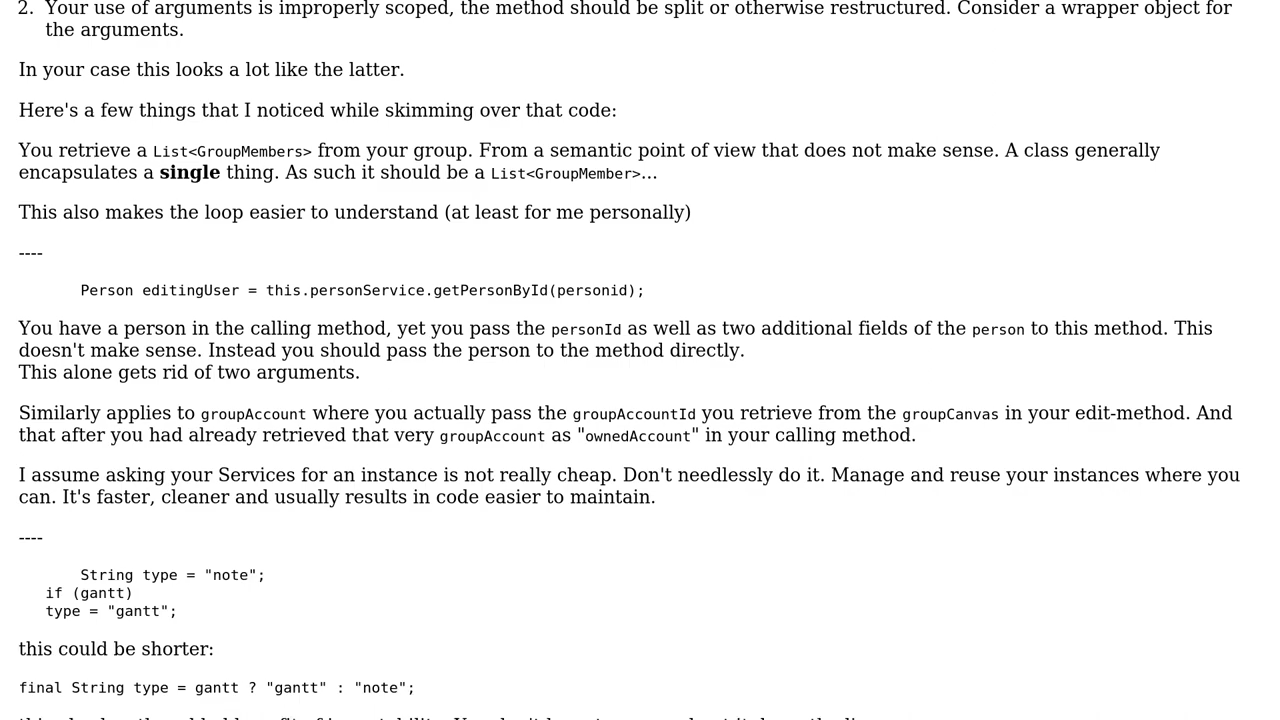 2. Your use of arguments is improperly scoped, the method should be split or otherwise restructured. Consider a wrapper object for
the arguments.
In your case this looks a lot like the latter.
Here's a few things that I noticed while skimming over that code:
You retrieve a List<GroupMembers> from your group. From a semantic point of view that does not make sense. A class generally
encapsulates a single thing. As such it should be a List<GroupMember>...
This also makes the loop easier to understand (at least for me personally)
----
Person editingUser = this.personService.getPersonById(personid);
You have a person in the calling method, yet you pass the personId as well as two additional fields of the person to this method. This
doesn't make sense. Instead you should pass the person to the method directly.
This alone gets rid of two arguments.
Similarly applies to groupAccount where you actually pass the groupAccountId you retrieve from the groupCanvas in your edit-method. And
that after you had already retrieved that very groupAccount as "ownedAccount" in your calling method.
I assume asking your Services for an instance is not really cheap. Don't needlessly do it. Manage and reuse your instances where you
can. It's faster, cleaner and usually results in code easier to maintain.
----
String type = "note";
if (gantt)
type = "gantt";
this could be shorter:
final String type = gantt ? "gantt" : "note";